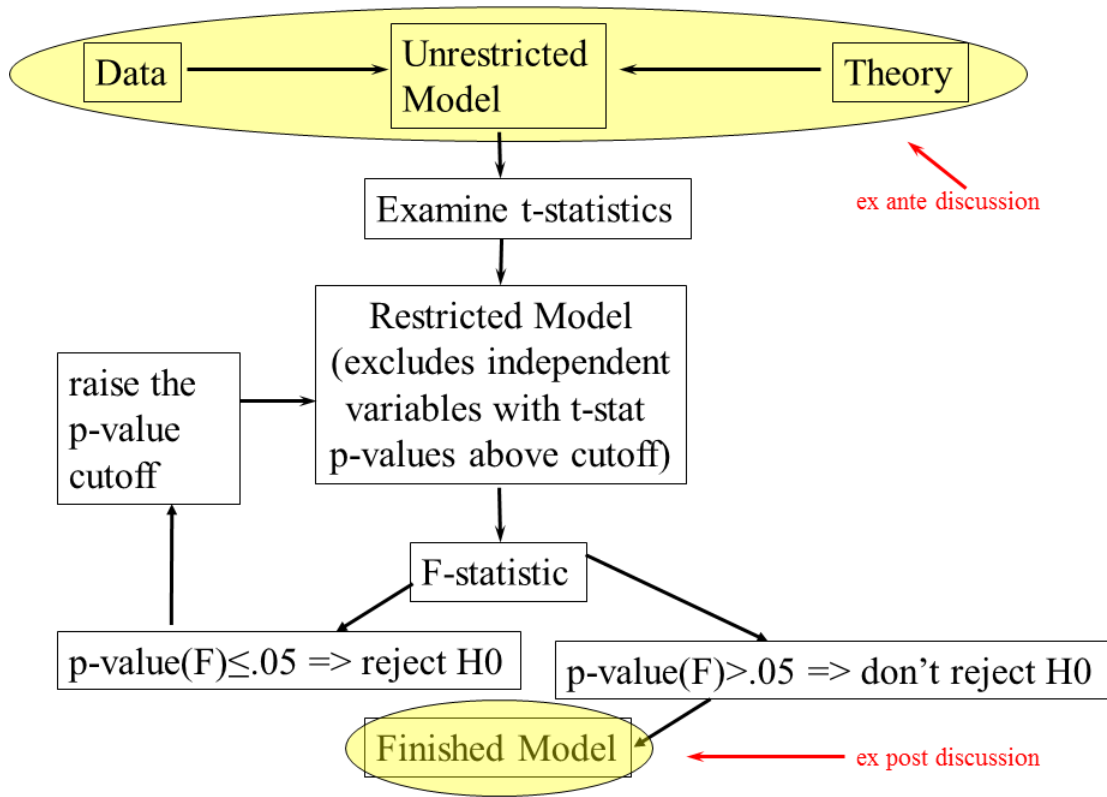 Data
Unrestricted
Model
Theory
ex ante discussion
Examine t-statistics
Restricted Model
(excludes independent
variables with t-stat
p-values above cutoff)
raise the
p-value
cutoff
F-statistic
p-value(F)≤.05 => reject H0
p-value(F)>.05 => don’t reject H0
Finished Model
ex post discussion